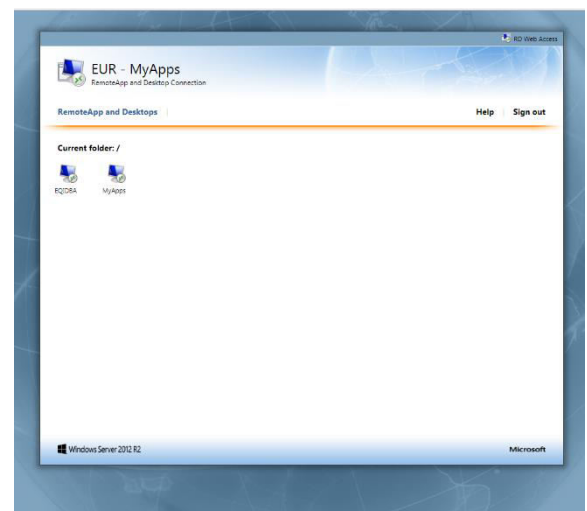 RD Web Access
EUR - MyApps
RemoteApp and Desktop Connection
RemoteApp and Desktops
Help Sign out
Current folder: /
EQIDBA MyApps
Windows Server 2012 R2
Microsoft